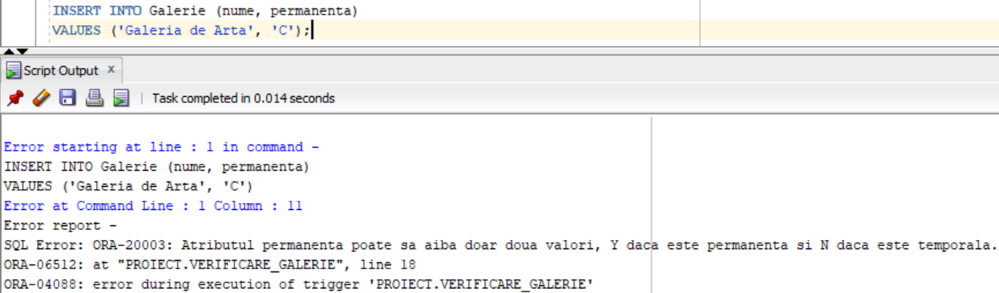 INSERT INTO Galerie (nume, permanenta)
VALUES ('Galeria de Arta', 'C');
Script Output x
Task completed in 0.014 seconds
Error starting at line : 1 in command -
INSERT INTO Galerie (nume, permanenta)
VALUES ('Galeria de Arta', 'C')
Error at Command Line : 1 Column : 11
Error report -
SQL Error: ORA-20003: Atributul permanenta poate sa aiba doar doua valori, Y daca este permanenta si N daca este temporala.
ORA-06512: at "PROIECT.VERIFICARE_GALERIE", line 18
ORA-04088: error during execution of trigger 'PROIECT.VERIFICARE_GALERIE'